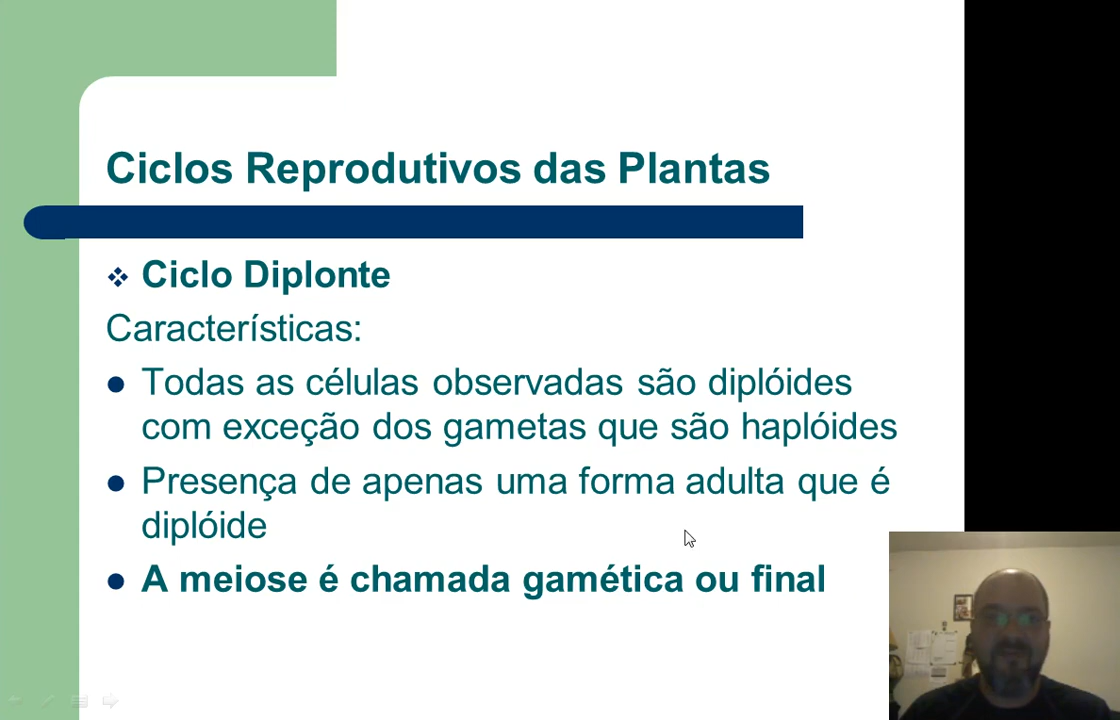 Ciclos Reprodutivos das Plantas
Ciclo Diplonte
Características:
Todas as células observadas são diplóides
com exceção dos gametas que são haplóides
Presença de apenas uma forma adulta que é
diplóide
A meiose é chamada gamética ou final